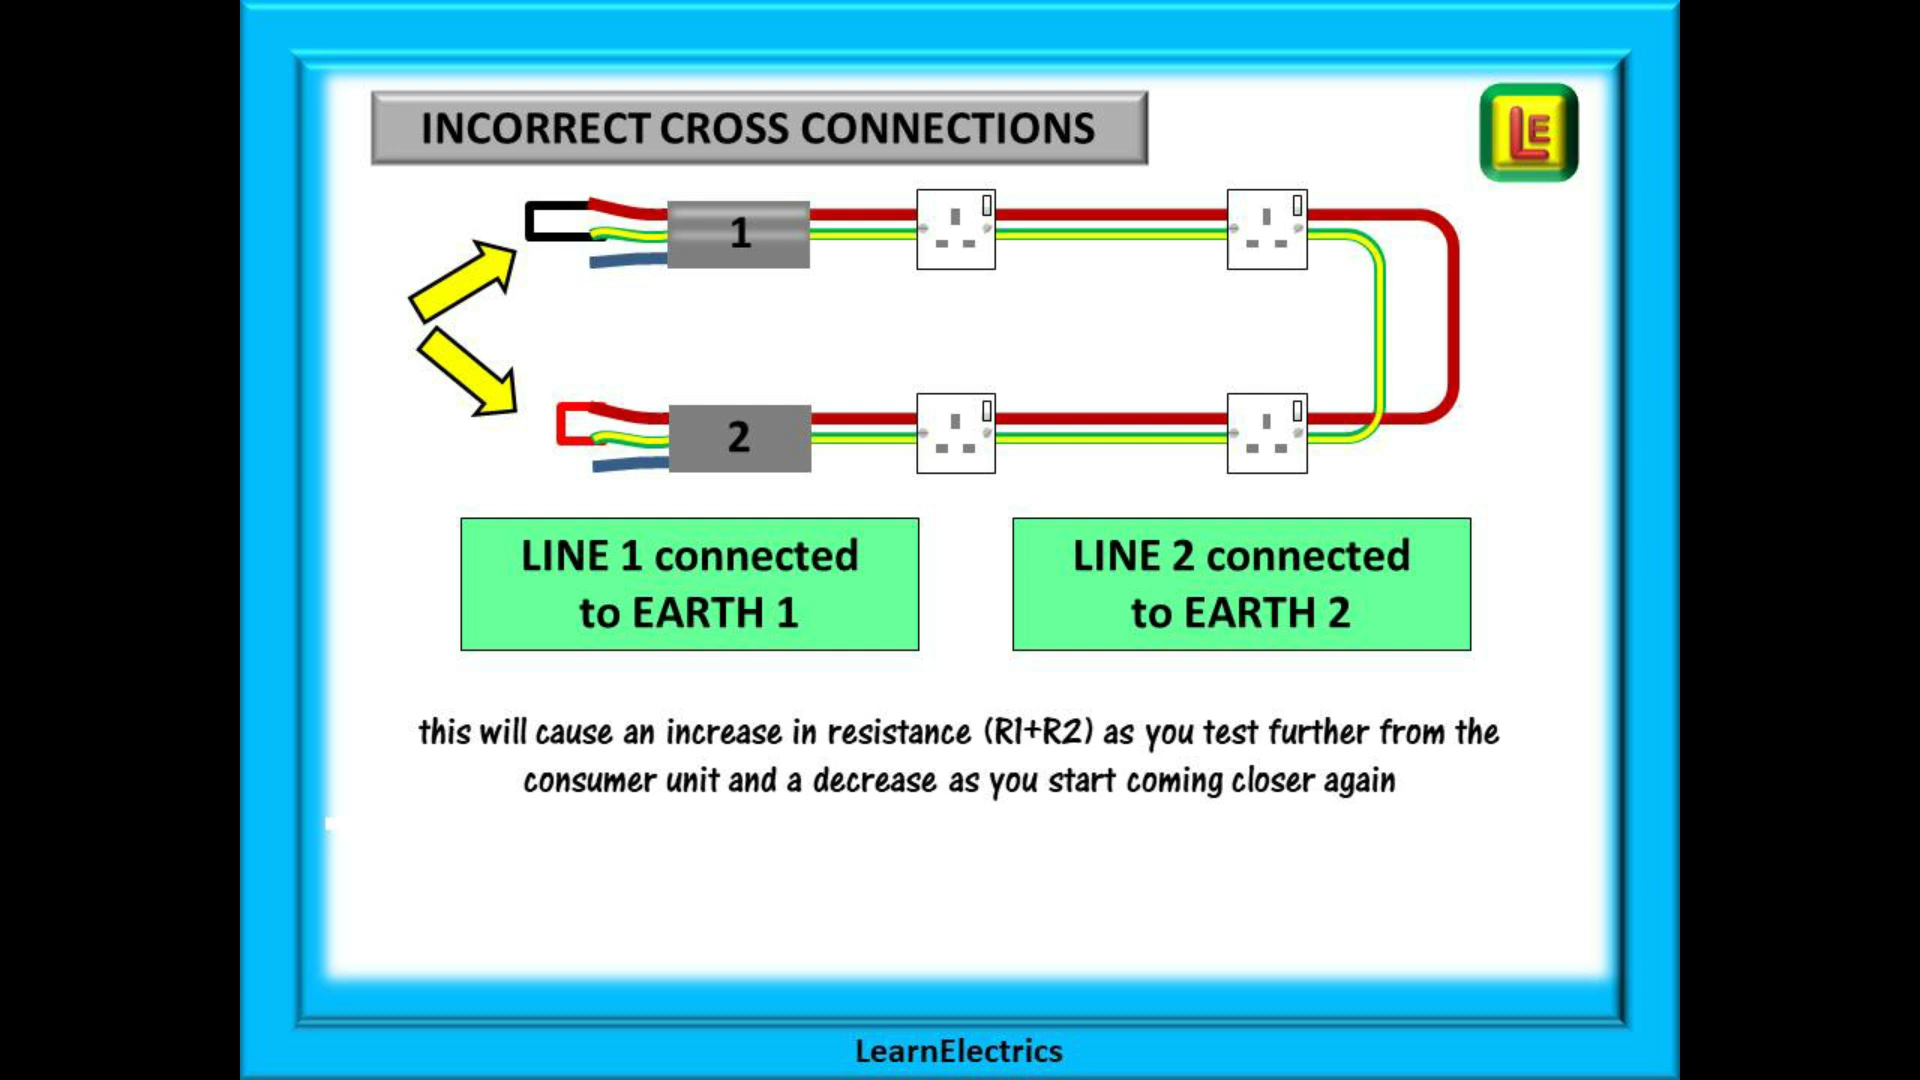 INCORRECT CROSS CONNECTIONS
LE
1
2
LINE 1 connected
to EARTH 1
LINE 2 connected
to EARTH 2
this will cause an increase in resistance (R1+R2) as you test further from the
consumer unit and a decrease as you start coming closer again
LearnElectrics